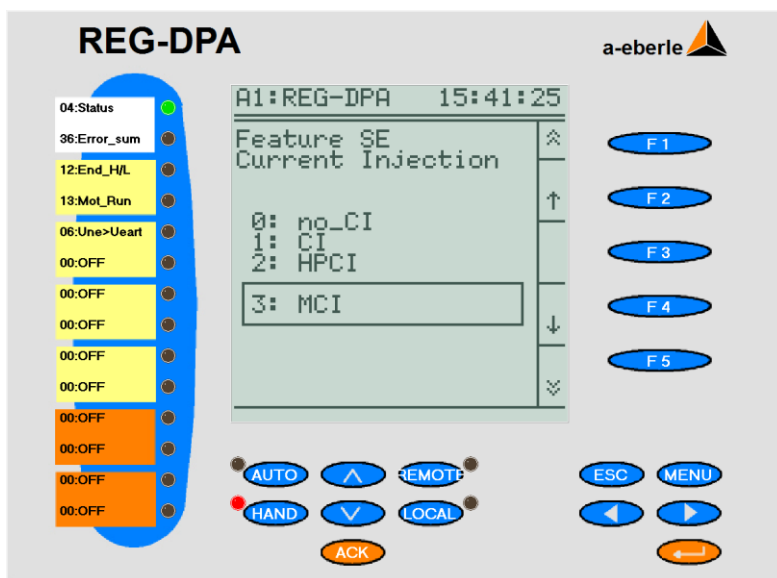 REG-DPA
a-eberle
04:Status
36:Error_sum
12:End_H/L
13:Mot_Run
06:Une>Ueart
00:OFF
00:OFF
00:OFF
00:OFF
00:OFF
00:OFF
00:OFF
00:OFF
00:OFF
A1:REG-DPA 15:41:25
Feature SE
Current Injection
0: no_CI
1: CI
2: HPCI
3: MCI
F 1
F 2
F 3
F 4
F 5
AUTO
REMOTE
HAND
LOCAL
ACK
ESC
MENU